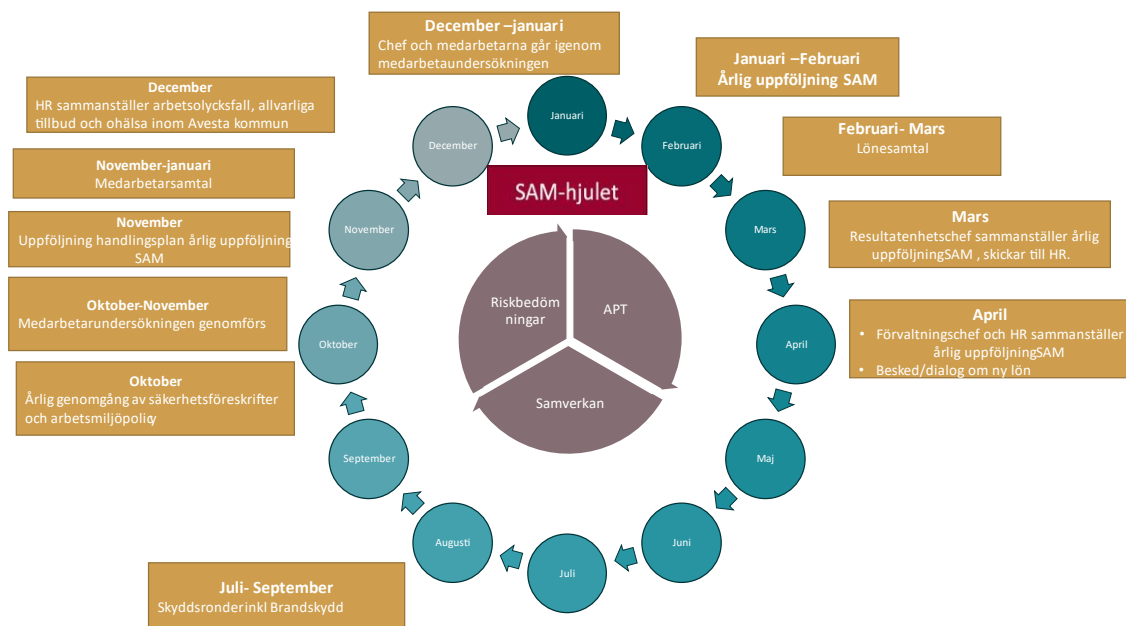 December –januari
Chef och medarbetarna går igenom
medarbetaundersökningen
Januari –Februari
Årlig uppföljning SAM
Februari- Mars
Lönesamtal
Mars
Resultatenhetschef sammanställer årlig
uppföljningSAM , skickar till HR.
April
• Förvaltningschef och HR sammanställer
årlig uppföljningSAM
• Besked/dialog om ny lön
Juli- September
Skyddsronderinkl Brandskydd
Oktober
Årlig genomgång av säkerhetsföreskrifter
och arbetsmiljöpolicy
Oktober-November
Medarbetarundersökningen genomförs
November
Uppföljning handlingsplan årlig uppföljning
SAM
November-januari
Medarbetarsamtal
December
HR sammanställer arbetsolycksfall, allvarliga
tillbud och ohälsa inom Avesta kommun
Januari
Februari
Mars
April
Maj
Juni
Juli
Augusti
September
Oktober
November
December
SAM-hjulet
Riskbedöm
ningar
APT
Samverkan